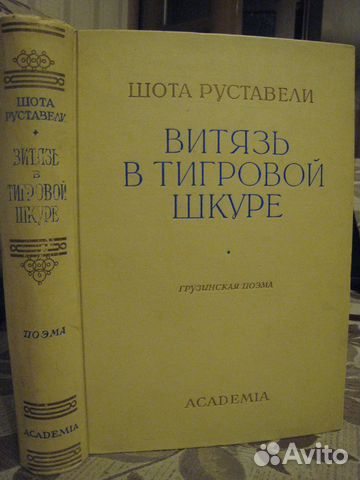 ШОТА
РУСТАВЕЛИ
ВИТЯЗЬ
В
ТИГРОВОЙ
ШКУРЕ
ПОЭМА
ACADEMIA
ШОТА РУСТАВЕЛИ
ВИТЯЗЬ
В ТИГРОВОЙ
ШКУРЕ
ГРУЗИНСКАЯ ПОЭМА
ACADEMIA
Avito